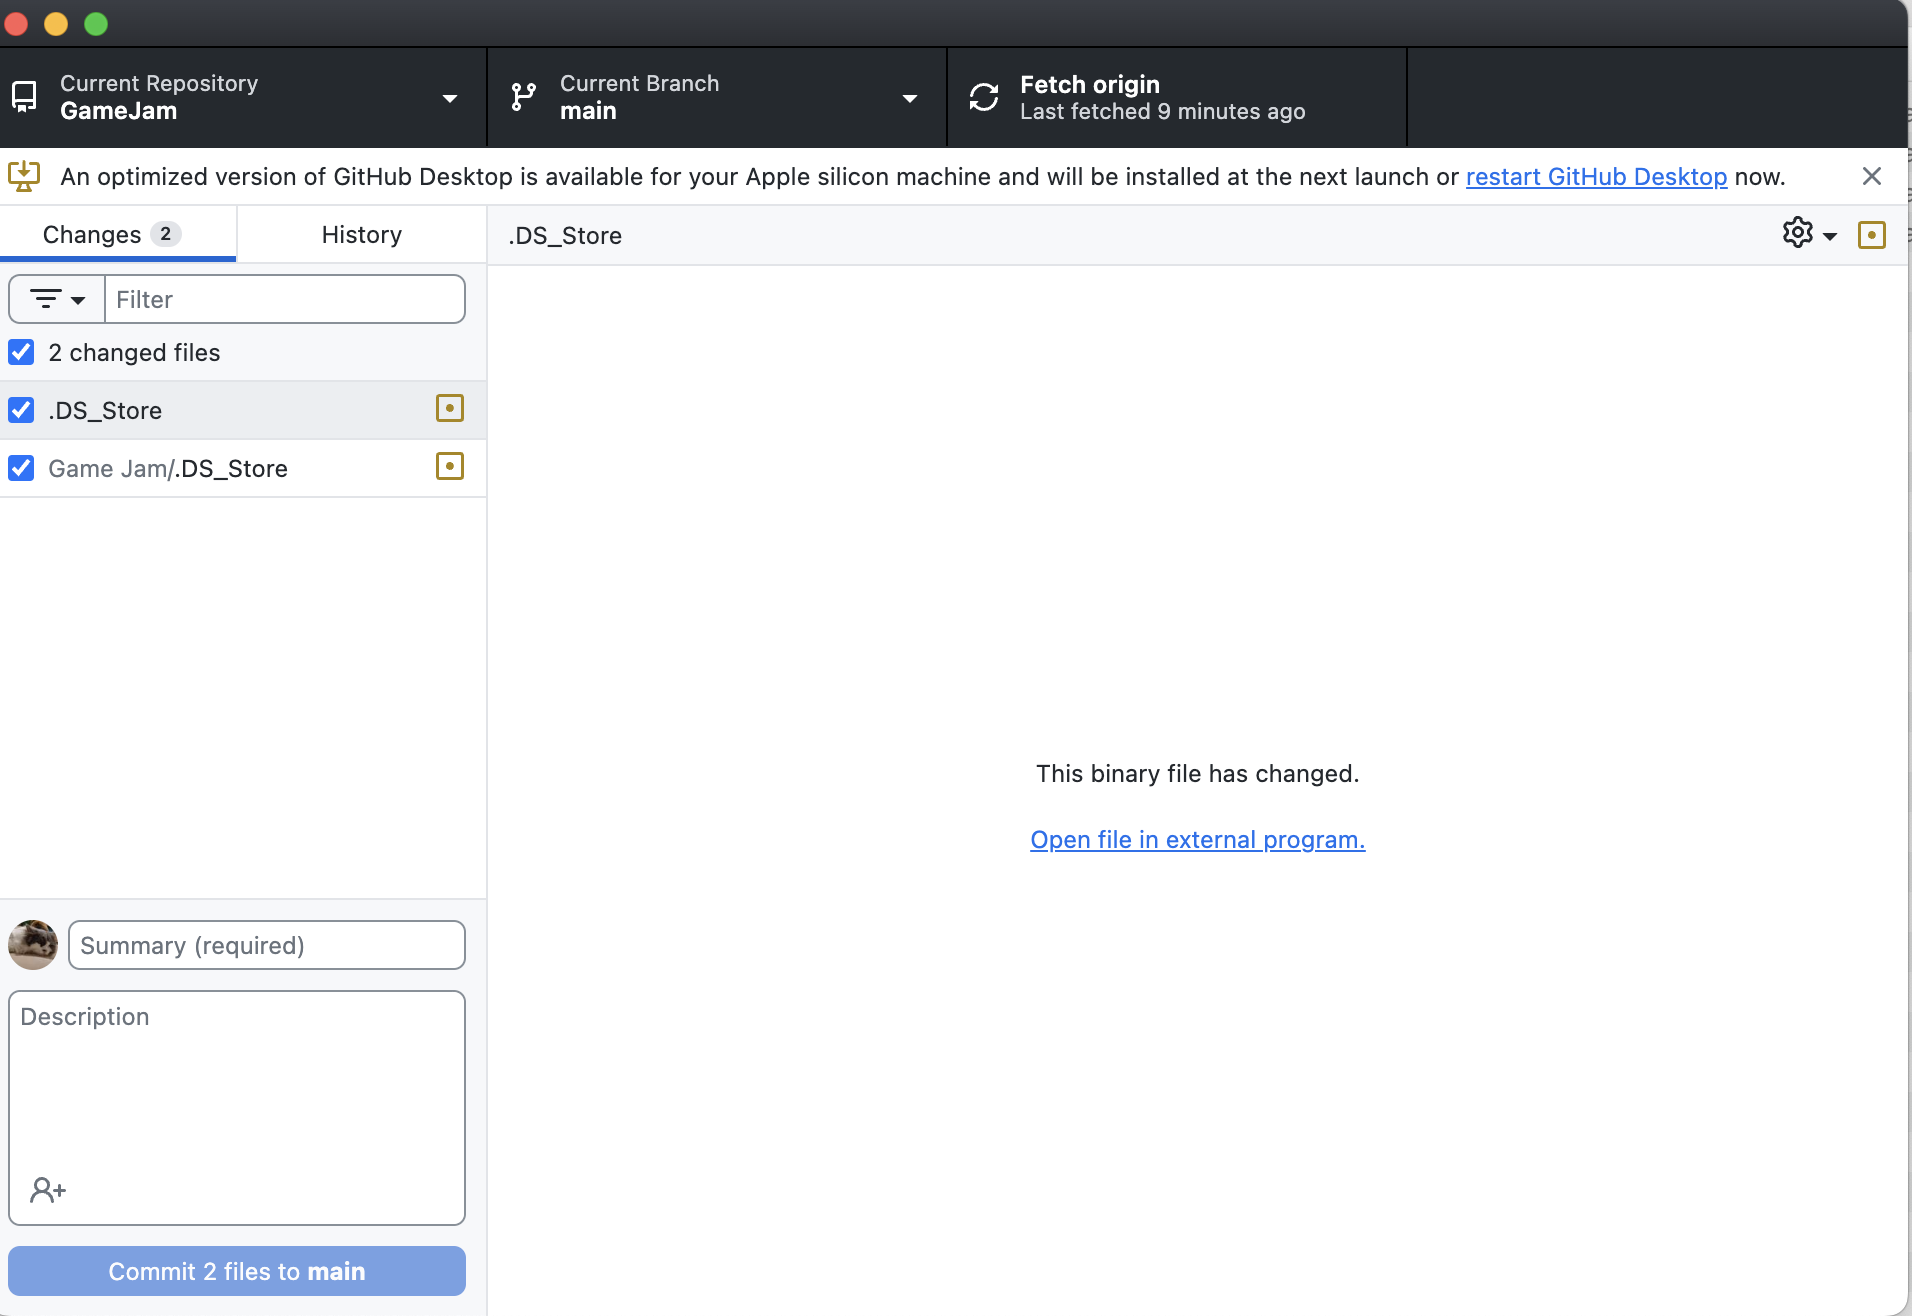 Current Repository
GameJam
Current Branch
main
Fetch origin
Last fetched 9 minutes ago
An optimized version of GitHub Desktop is available for your Apple silicon machine and will be installed at the next launch or restart GitHub Desktop now.
Changes 2
History
.DS_Store
Filter
2 changed files
.DS_Store
Game Jam/.DS_Store
This binary file has changed.
Open file in external program.
Summary (required)
Description
Commit 2 files to main